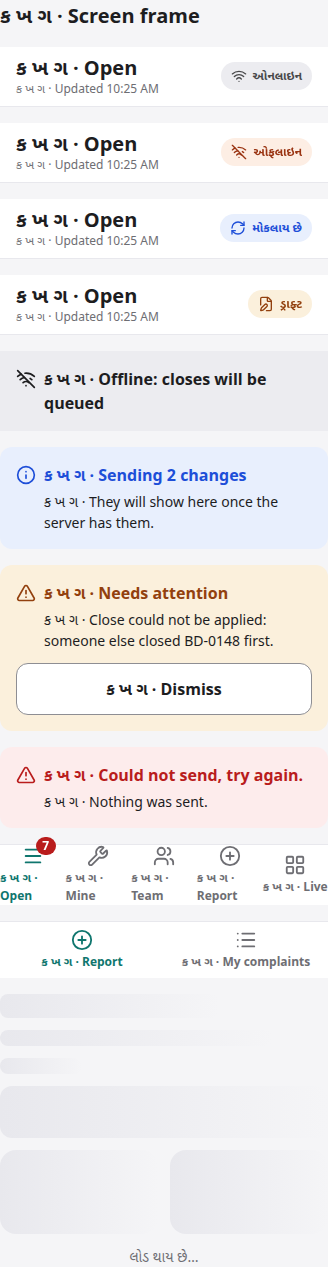 ક ખ ગ · Screen frame
ક ખ ગ · Open
ઓનલાઇન
ક ખ ગ · Updated 10:25 AM
ક ખ ગ · Open
ઓફલાઇન
ક ખ ગ · Updated 10:25 AM
ક ખ ગ · Open
મોકલાય છે
ક ખ ગ · Updated 10:25 AM
ક ખ ગ · Open
ડ્રાફ્ટ
ક ખ ગ · Updated 10:25 AM
ક ખ ગ · Offline: closes will be
queued
ક ખ ગ · Sending 2 changes
ક ખ ગ · They will show here once the
server has them.
ક ખ ગ · Needs attention
ક ખ ગ · Close could not be applied:
someone else closed BD-0148 first.
ક ખ ગ · Dismiss
ક ખ ગ · Could not send, try again.
ક ખ ગ · Nothing was sent.
7
ક ખ ગ ·
Open
ક ખ ગ ·
Mine
ક ખ ગ ·
Team
ક ખ ગ ·
Report
ક ખ ગ · Live
ક ખ ગ · Report
ક ખ ગ · My complaints
લોડ થાય છે...